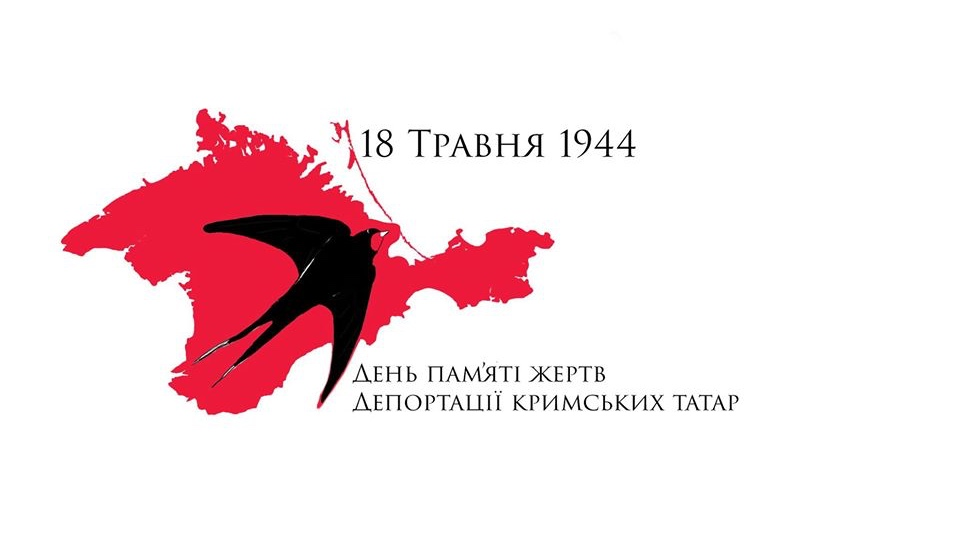 18 Травня 1944
День пам'яті жертв
Депортації кримських татар